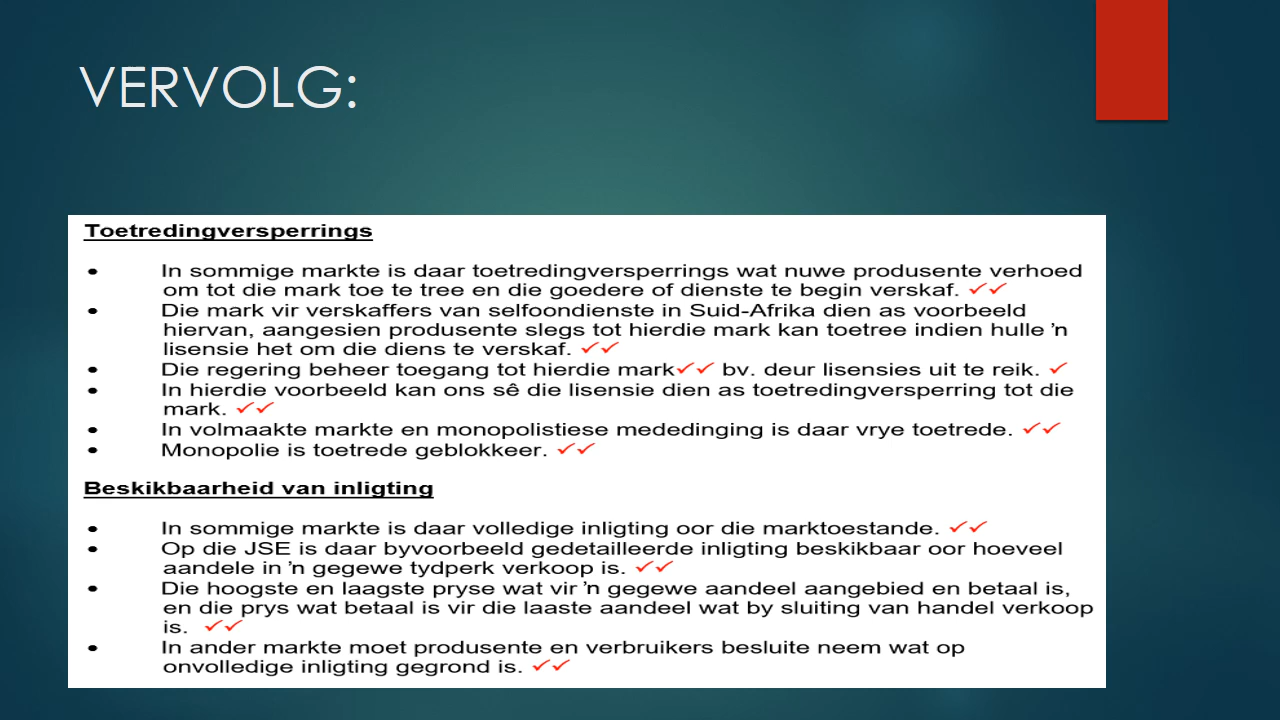 VERVOLG:
Toetredingversperrings
• In sommige markte is daar toetredingversperrings wat nuwe produsente verhoed
om tot die mark toe te tree en die goedere of dienste te begin verskaf. ✓✓
• Die mark vir verskaffers van selfoondienste in Suid-Afrika dien as voorbeeld
hiervan, aangesien produsente slegs tot hierdie mark kan toetree indien hulle ’n
lisensie het om die diens te verskaf. ✓✓
• Die regering beheer toegang tot hierdie mark✓✓ bv. deur lisensies uit te reik. ✓
• In hierdie voorbeeld kan ons sê die lisensie dien as toetredingversperring tot die
mark. ✓✓
• In volmaakte markte en monopolistiese mededinging is daar vrye toetrede. ✓✓
• Monopolie is toetrede geblokkeer. ✓✓
Beskikbaarheid van inligting
• In sommige markte is daar volledige inligting oor die marktoestande. ✓✓
• Op die JSE is daar byvoorbeeld gedetailleerde inligting beskikbaar oor hoeveel
aandele in ’n gegewe tydperk verkoop is. ✓✓
• Die hoogste en laagste pryse wat vir ’n gegewe aandeel aangebied en betaal is,
en die prys wat betaal is vir die laaste aandeel wat by sluiting van handel verkoop
is. ✓✓
• In ander markte moet produsente en verbruikers besluite neem wat op
onvolledige inligting gegrond is. ✓✓